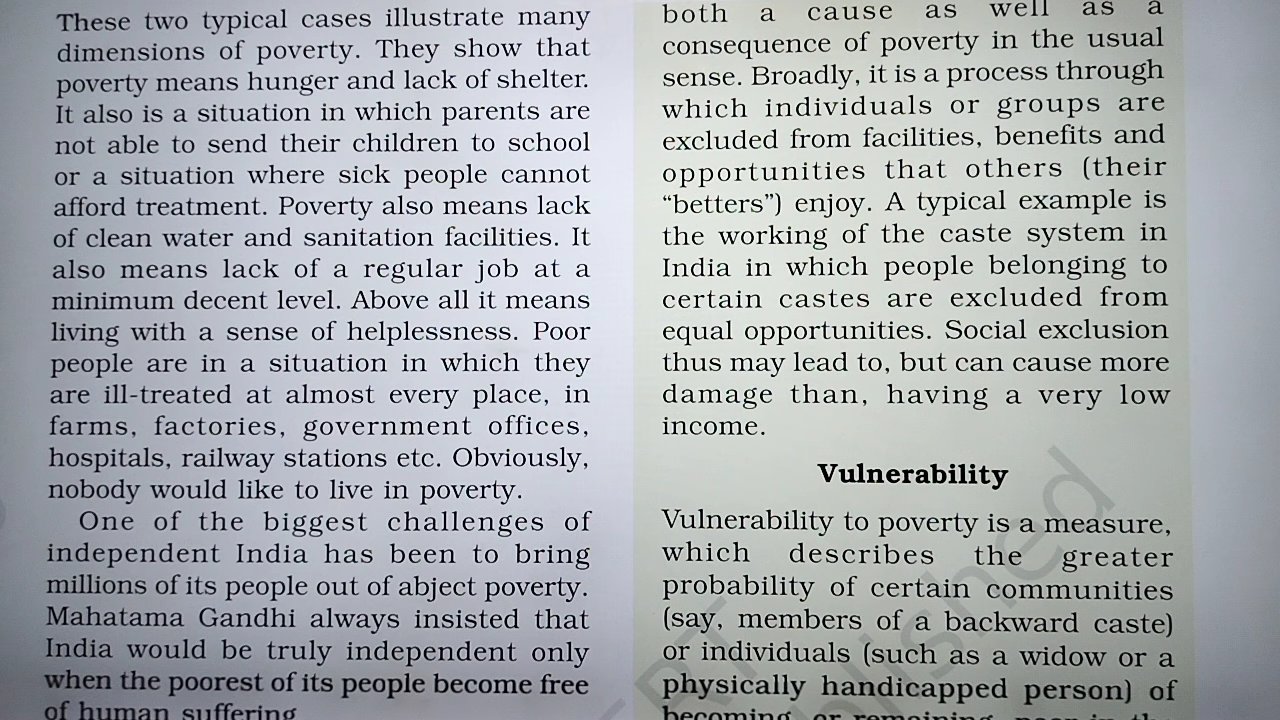 These two typical cases illustrate many
dimensions of poverty. They show that
poverty means hunger and lack of shelter.
It also is a situation in which parents are
not able to send their children to school
or a situation where sick people cannot
afford treatment. Poverty also means lack
of clean water and sanitation facilities. It
also means lack of a regular job at a
minimum decent level. Above all it means
living with a sense of helplessness. Poor
people are in a situation in which they
are ill-treated at almost every place, in
farms, factories, government offices,
hospitals, railway stations etc. Obviously,
nobody would like to live in poverty.
One of the biggest challenges of
independent India has been to bring
millions of its people out of abject poverty.
Mahatama Gandhi always insisted that
India would be truly independent only
when the poorest of its people become free
of human suffering
both a cause as well as a
consequence of poverty in the usual
sense. Broadly, it is a process through
which individuals or groups are
excluded from facilities, benefits and
opportunities that others (their
“betters”) enjoy. A typical example is
the working of the caste system in
India in which people belonging to
certain castes are excluded from
equal opportunities. Social exclusion
thus may lead to, but can cause more
damage than, having a very low
income.
Vulnerability
Vulnerability to poverty is a measure,
which describes the greater
probability of certain communities
(say, members of a backward caste)
or individuals (such as a widow or a
physically handicapped person) of
becoming, or remaining, poor in the